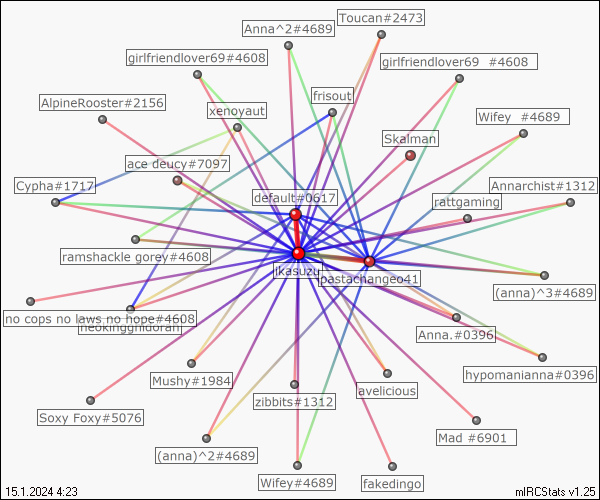 Toucan#2473
Anna^2#4689
girlfriendlover69#4608
girlfriendlover69 #4608
AlpineRooster#2156
frisout
xenoyaut
Wifey #4689
Skalman
ace deucy#7097
Cypha#1717
Annarchist#1312
default#0617
rattgaming
ramshackle gorey#4608
ikasuzu
pastachangeo41
(anna)^3#4689
no cops no laws no hope#4608
neokingghidorah
Anna.#0396
Mushy#1984
hypomanianna#0396
avelicious
zibbits#1312
Soxy Foxy#5076
Mad #6901
(anna)^2#4689
Wifey#4689
fakedingo
15.1.2024 4:23
mIRCStats v1.25